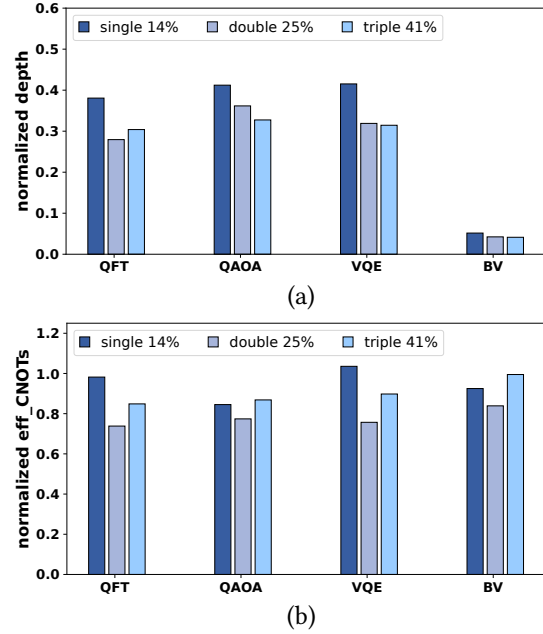 0.6
single 14% double 25% triple 41%
0.5
0.4
0.3
0.2
0.1
0.0
normalized depth
QFT QAOA VQE BV
(a)
1.2
single 14% double 25% triple 41%
1.0
0.8
0.6
0.4
0.2
0.0
normalized eff_CNOTs
QFT QAOA VQE BV
(b)